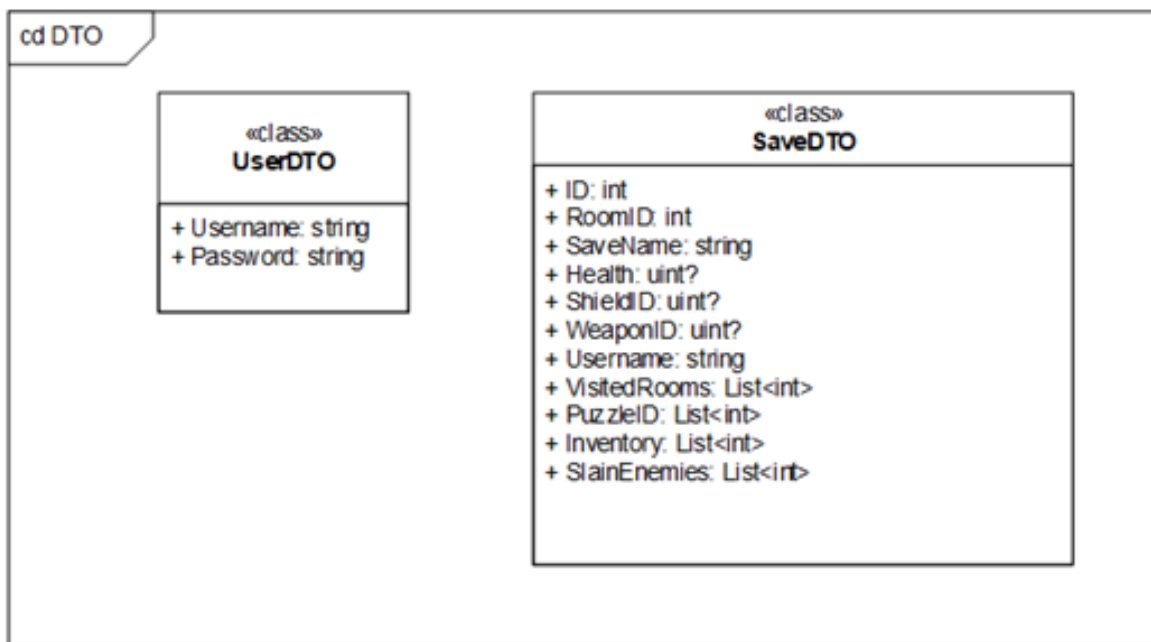 cd DTO
«class»
UserDTO
+ Username: string
+ Password: string
«class»
SaveDTO
+ ID: int
+ RoomID: int
+ SaveName: string
+ Health: uint?
+ ShieldID: uint?
+ WeaponID: uint?
+ Username: string
+ VisitedRooms: List<int>
+ PuzzleID: List<int>
+ Inventory: List<int>
+ SlainEnemies: List<int>